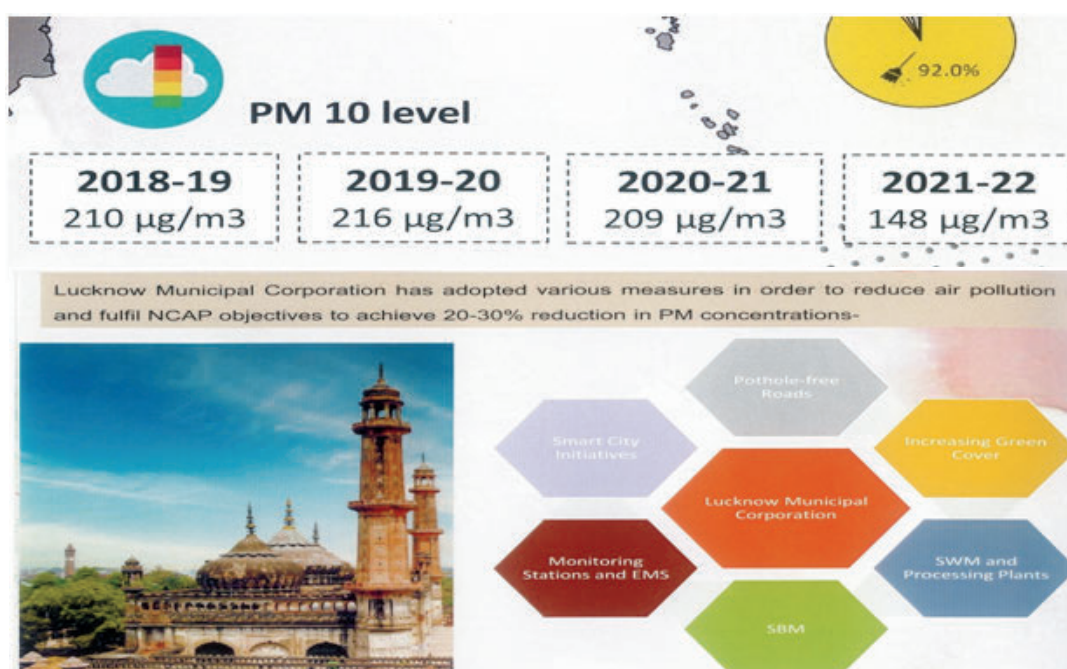 92.0%
PM 10 level
2018-19
210 µg/m3
2019-20
216 µg/m3
2020-21
209 µg/m3
2021-22
148 µg/m3
Lucknow Municipal Corporation has adopted various measures in order to reduce air pollution
and fulfil NCAP objectives to achieve 20-30% reduction in PM concentrations-
Pothole-free
Roads
Smart City
Initiatives
Increasing Green
Cover
Lucknow Municipal
Corporation
Monitoring
Stations and EMS
SWM and
Processing Plants
SBM